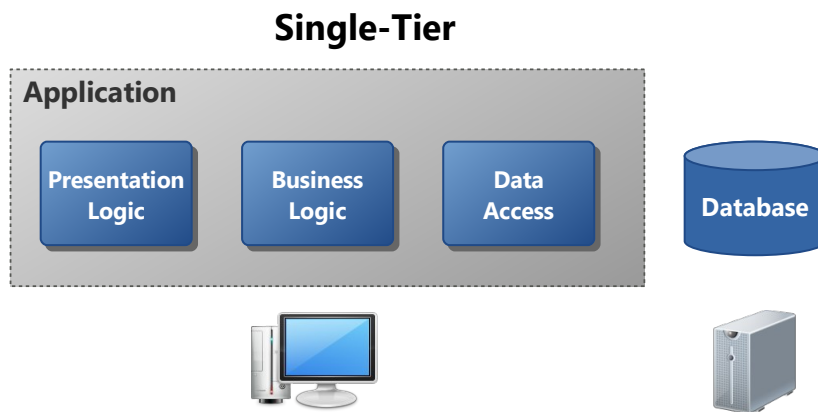 Single-Tier
Application
Presentation
Logic
Business
Logic
Data
Access
Database